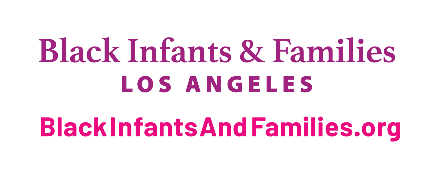 Black Infants & Families
LOS ANGELES
BlackInfantsAndFamilies.org